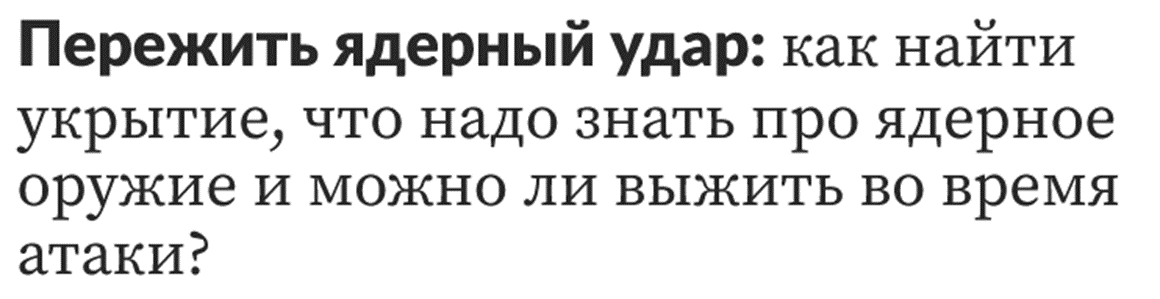 Пережить ядерный удар: как найти
укрытие, что надо знать про ядерное
оружие и можно ли выжить во время
атаки?